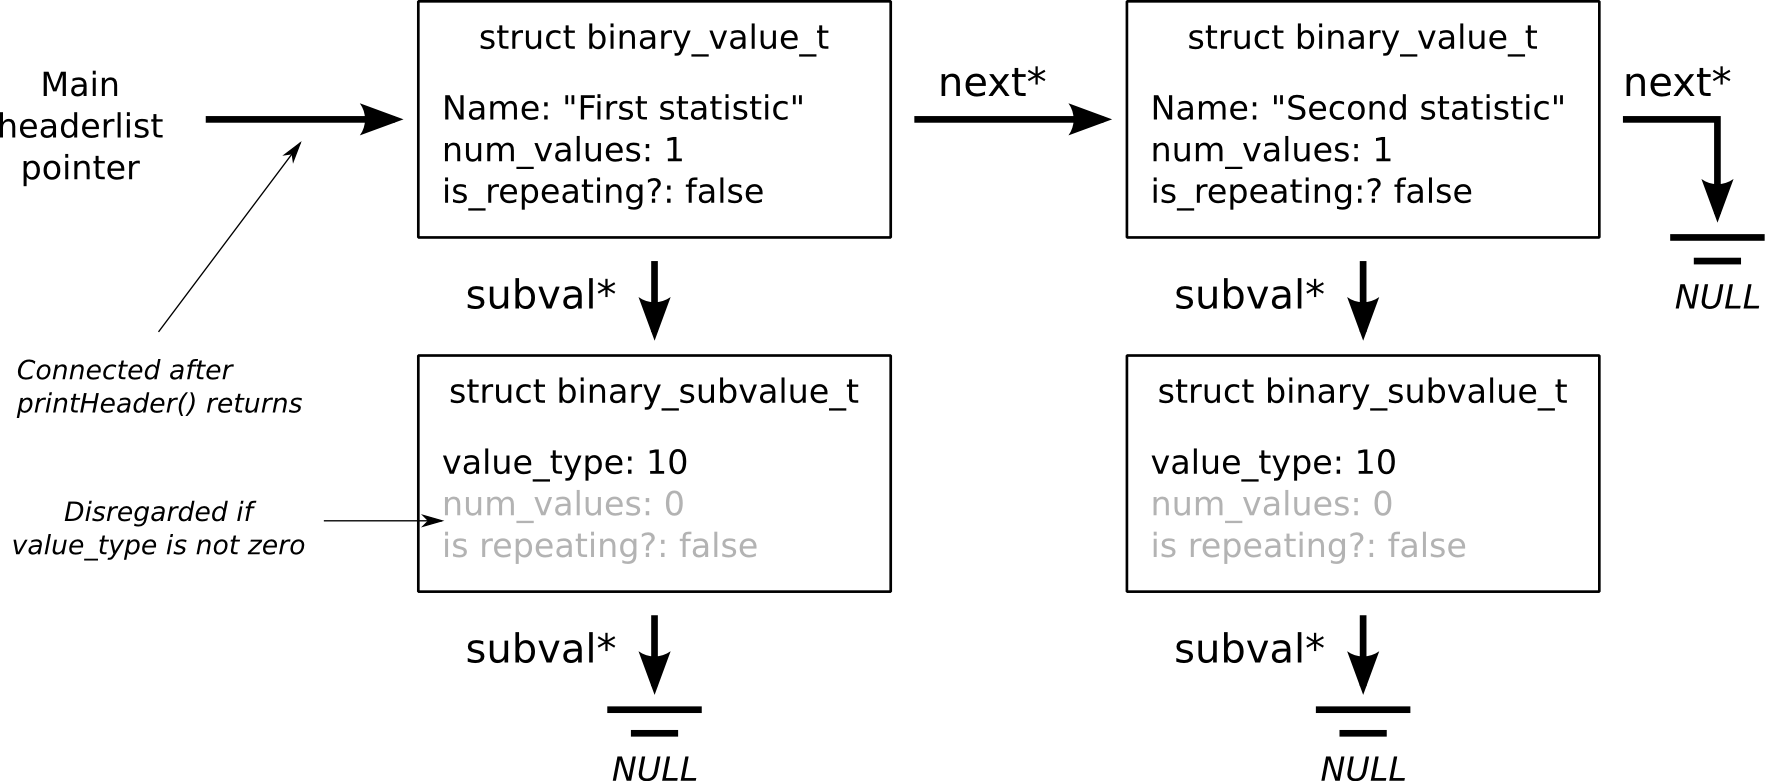 Main
headerlist
pointer
struct binary_value_t
Name: "First statistic"
num_values: 1
is_repeating?: false
next*
struct binary_value_t
Name: "Second statistic"
num_values: 1
is_repeating:? false
next*
NULL
Connected after
printHeader() returns
subval*
subval*
struct binary_subvalue_t
value_type: 10
num_values: 0
is repeating?: false
struct binary_subvalue_t
value_type: 10
num_values: 0
is repeating?: false
Disregarded if
value_type is not zero
subval*
NULL
subval*
NULL